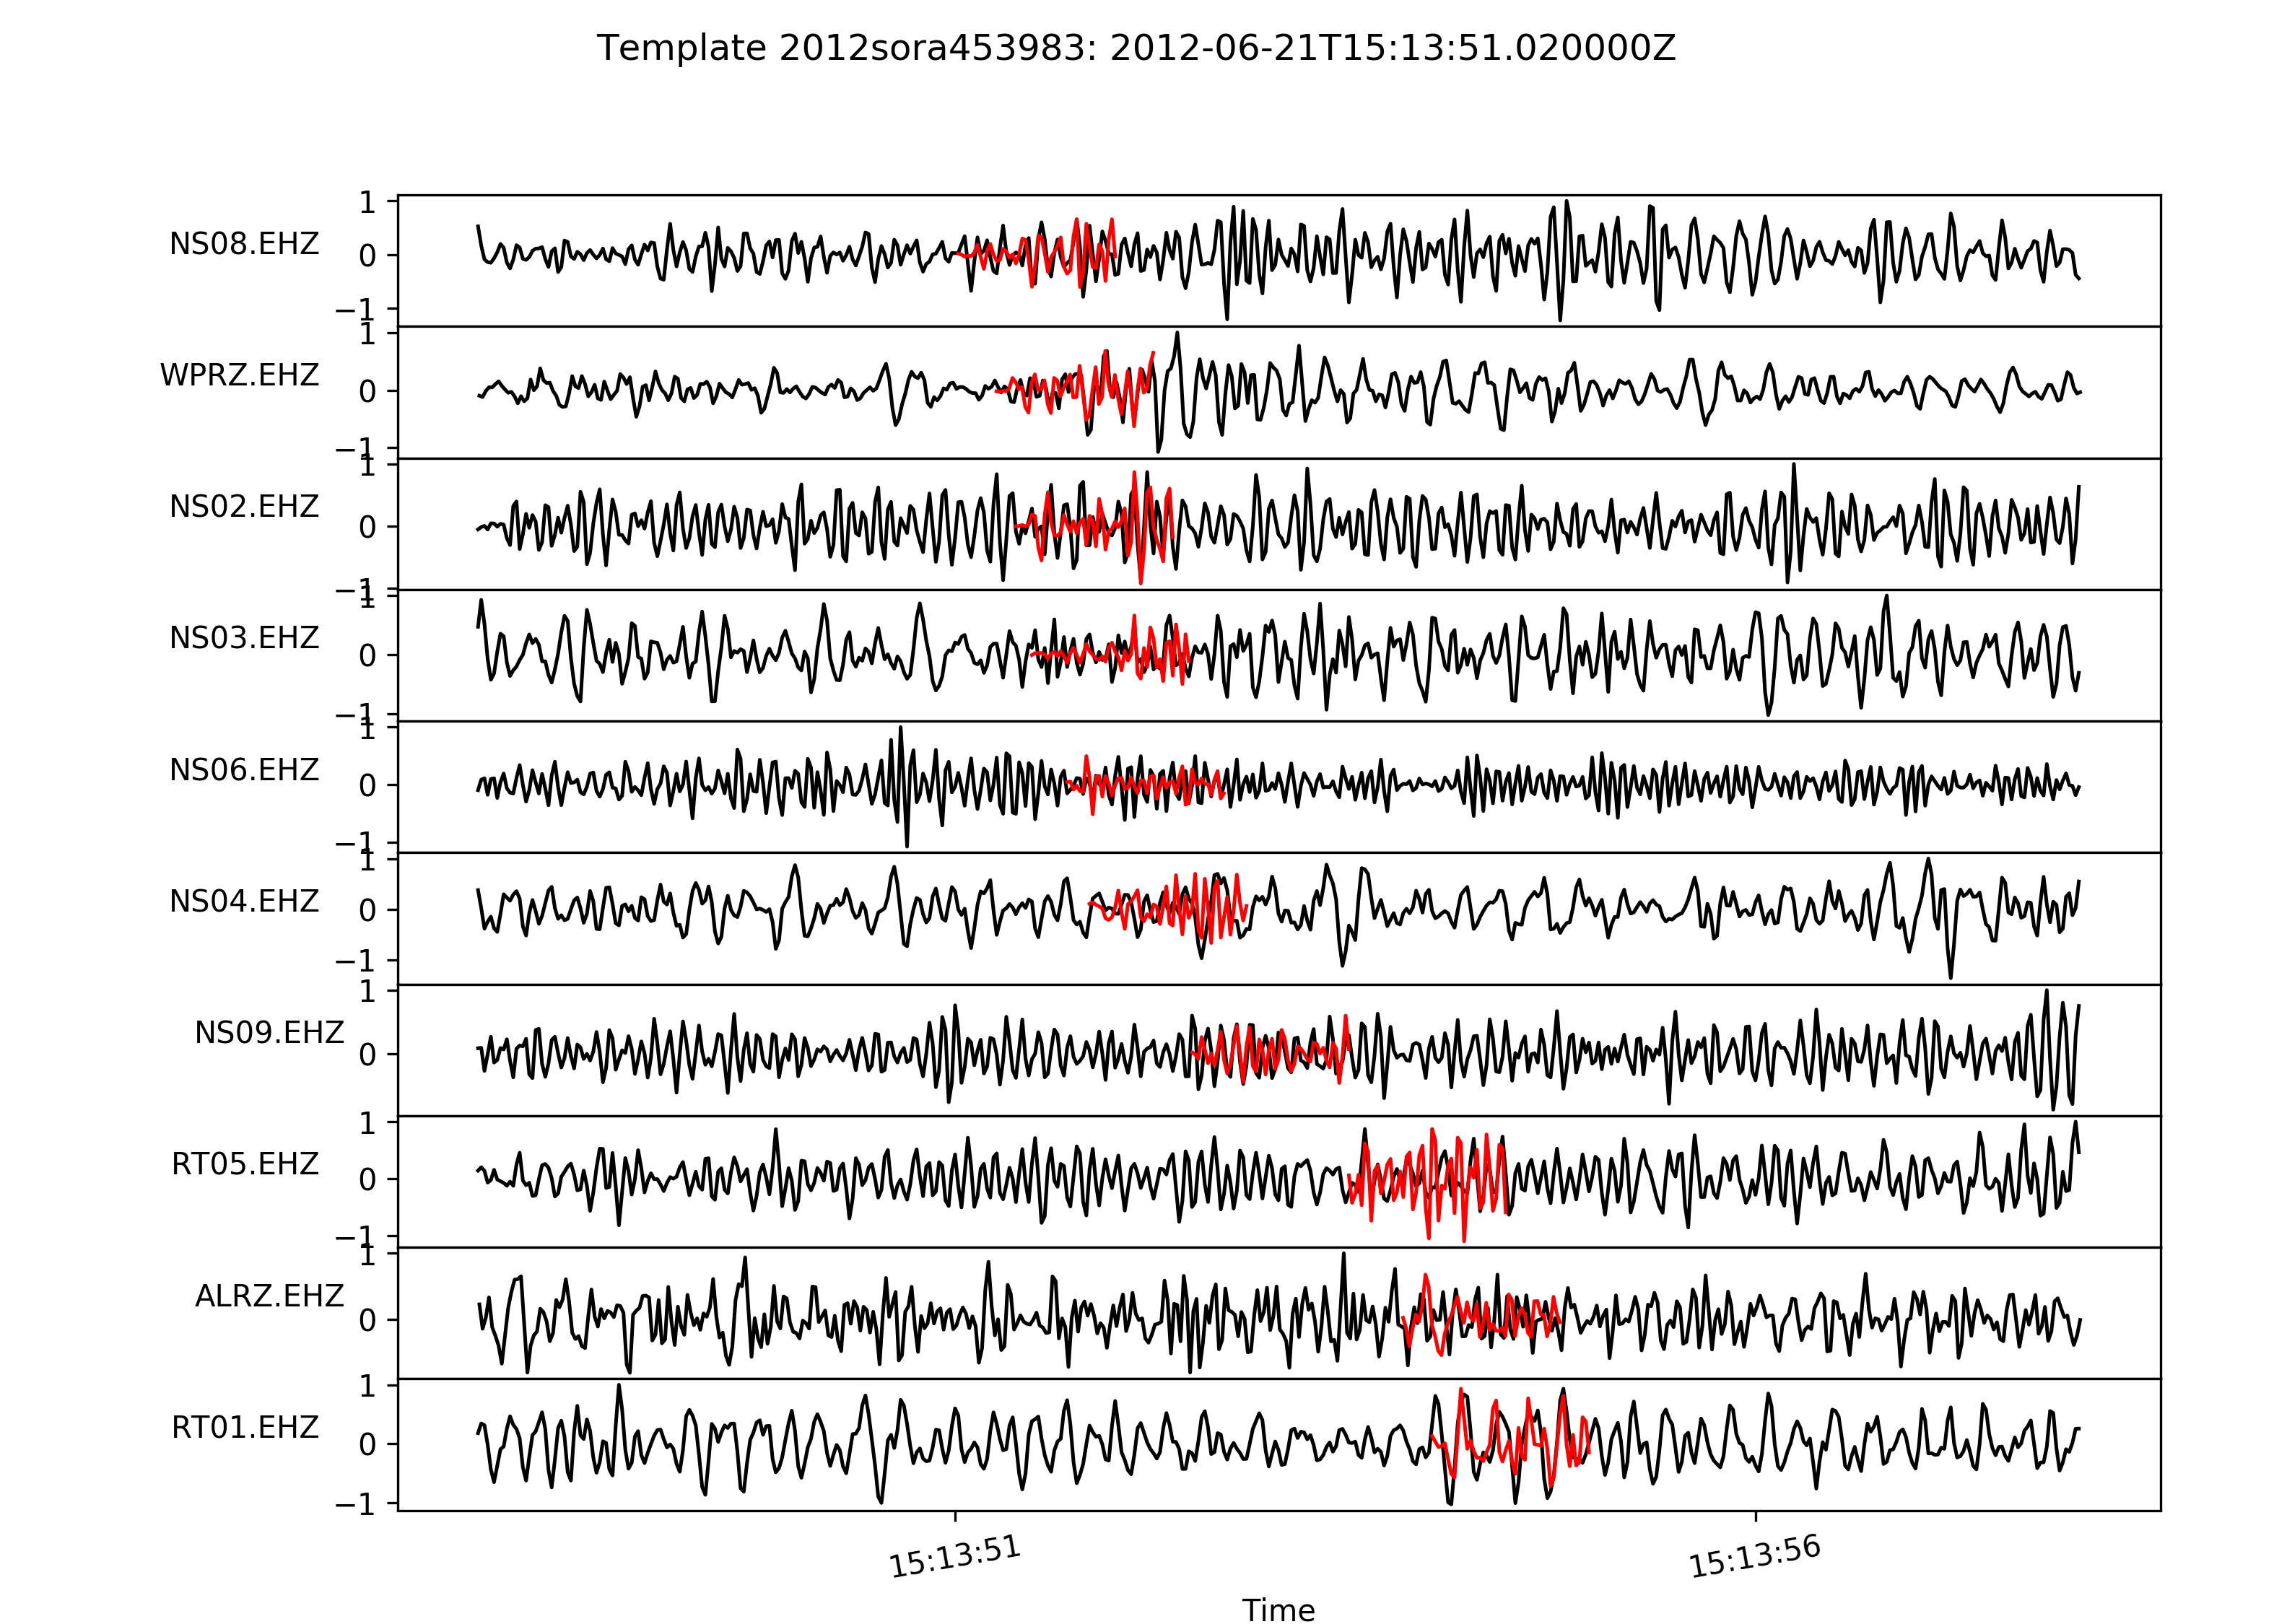 Template 2012sora453983: 2012-06-21T15:13:51.020000Z
NS08.EHZ
1
0
−1
WPRZ.EHZ
1
0
−1
NS02.EHZ
1
0
−1
NS03.EHZ
1
0
−1
NS06.EHZ
1
0
−1
NS04.EHZ
1
0
−1
NS09.EHZ
1
0
RT05.EHZ
1
0
−1
ALRZ.EHZ
1
0
RT01.EHZ
1
0
−1
15:13:51
15:13:56
Time